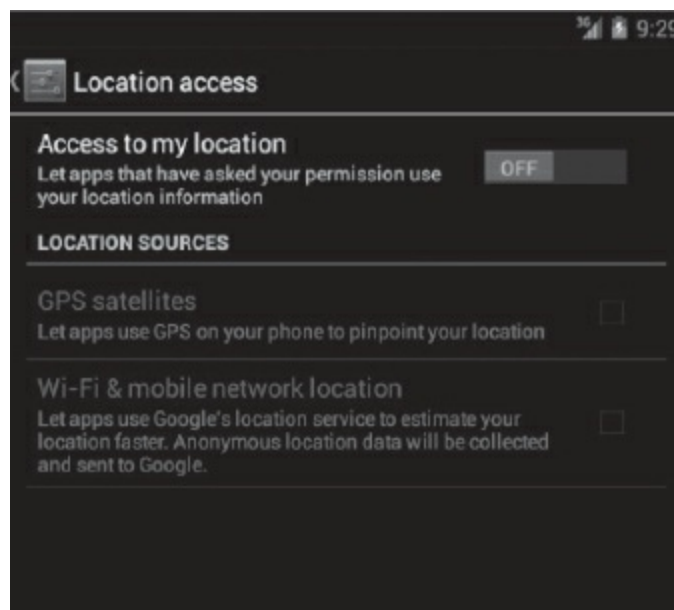 3G 9:29
Location access
Access to my location
Let apps that have asked your permission use
your location information
OFF
LOCATION SOURCES
GPS satellites
Let apps use GPS on your phone to pinpoint your location
Wi-Fi & mobile network location
Let apps use Google's location service to estimate your
location faster. Anonymous location data will be collected
and sent to Google.